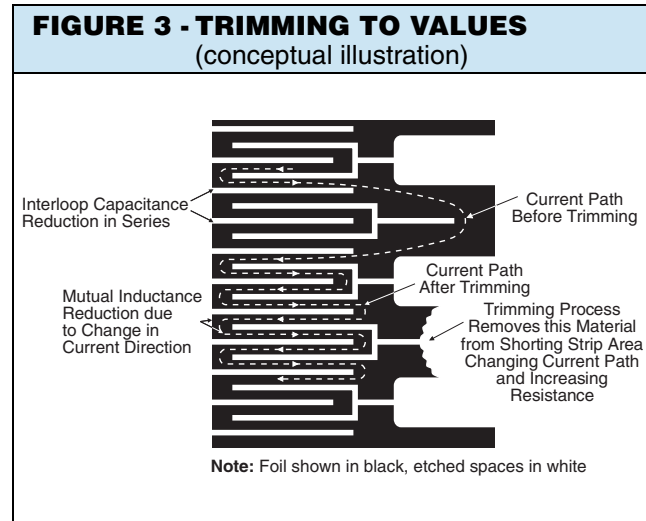 FIGURE 3 - TRIMMING TO VALUES
(conceptual illustration)
Interloop Capacitance
Reduction in Series
Current Path
Before Trimming
Current Path
After Trimming
Mutual Inductance
Reduction due
to Change in
Current Direction
Trimming Process
Removes this Material
from Shorting Strip Area
Changing Current Path
and Increasing
Resistance
Note: Foil shown in black, etched spaces in white